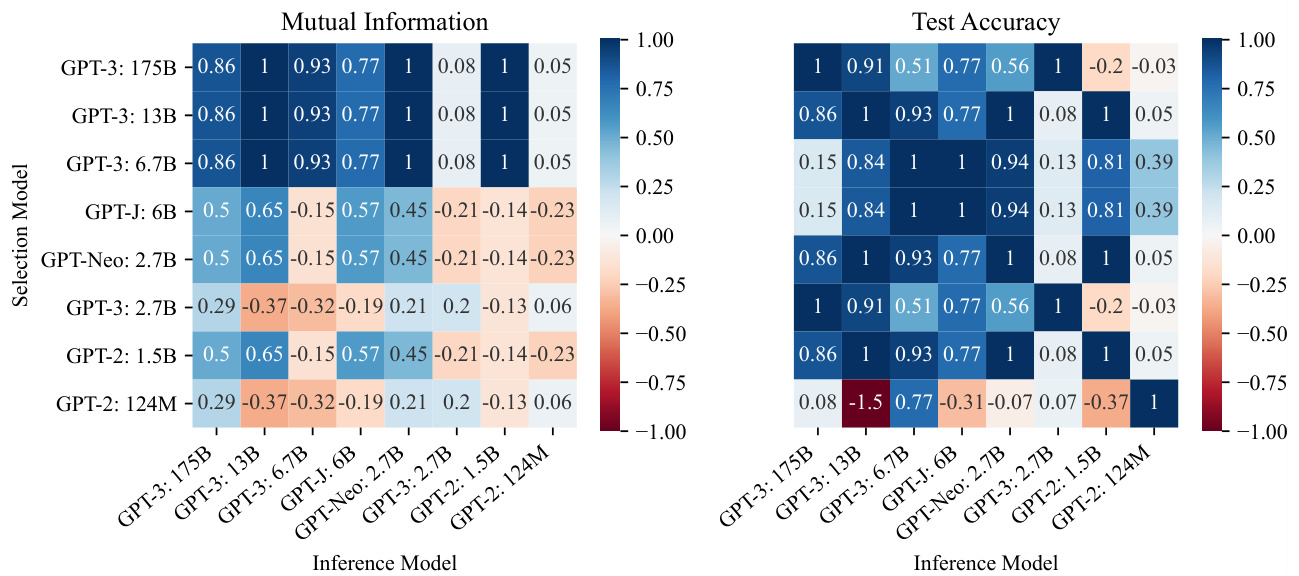 Mutual Information
Selection Model
GPT-3: 175B 0.86 1 0.93 0.77 1 0.08 1 0.05
GPT-3: 13B 0.86 1 0.93 0.77 1 0.08 1 0.05
GPT-3: 6.7B 0.86 1 0.93 0.77 1 0.08 1 0.05
GPT-J: 6B 0.5 0.65 -0.15 0.57 0.45 -0.21 -0.14 -0.23
GPT-Neo: 2.7B 0.5 0.65 -0.15 0.57 0.45 -0.21 -0.14 -0.23
GPT-3: 2.7B 0.29 -0.37 -0.32 -0.19 0.21 0.2 -0.13 0.06
GPT-2: 1.5B 0.5 0.65 -0.15 0.57 0.45 -0.21 -0.14 -0.23
GPT-2: 124M 0.29 -0.37 -0.32 -0.19 0.21 0.2 -0.13 0.06
GPT-3: 175B
GPT-3: 13B
GPT-3: 6.7B
GPT-J: 6B
GPT-Neo: 2.7B
GPT-3: 2.7B
GPT-2: 1.5B
GPT-2: 124M
Inference Model
1.00
0.75
0.50
0.25
0.00
−0.25
−0.50
−0.75
−1.00
Test Accuracy
1 0.91 0.51 0.77 0.56 1 -0.2 -0.03
0.86 1 0.93 0.77 1 0.08 1 0.05
0.15 0.84 1 1 0.94 0.13 0.81 0.39
0.15 0.84 1 1 0.94 0.13 0.81 0.39
0.86 1 0.93 0.77 1 0.08 1 0.05
1 0.91 0.51 0.77 0.56 1 -0.2 -0.03
0.86 1 0.93 0.77 1 0.08 1 0.05
0.08 -1.5 0.77 -0.31 -0.07 0.07 -0.37 1
GPT-3: 175B
GPT-3: 13B
GPT-3: 6.7B
GPT-J: 6B
GPT-Neo: 2.7B
GPT-3: 2.7B
GPT-2: 1.5B
GPT-2: 124M
Inference Model
1.00
0.75
0.50
0.25
0.00
−0.25
−0.50
−0.75
−1.00